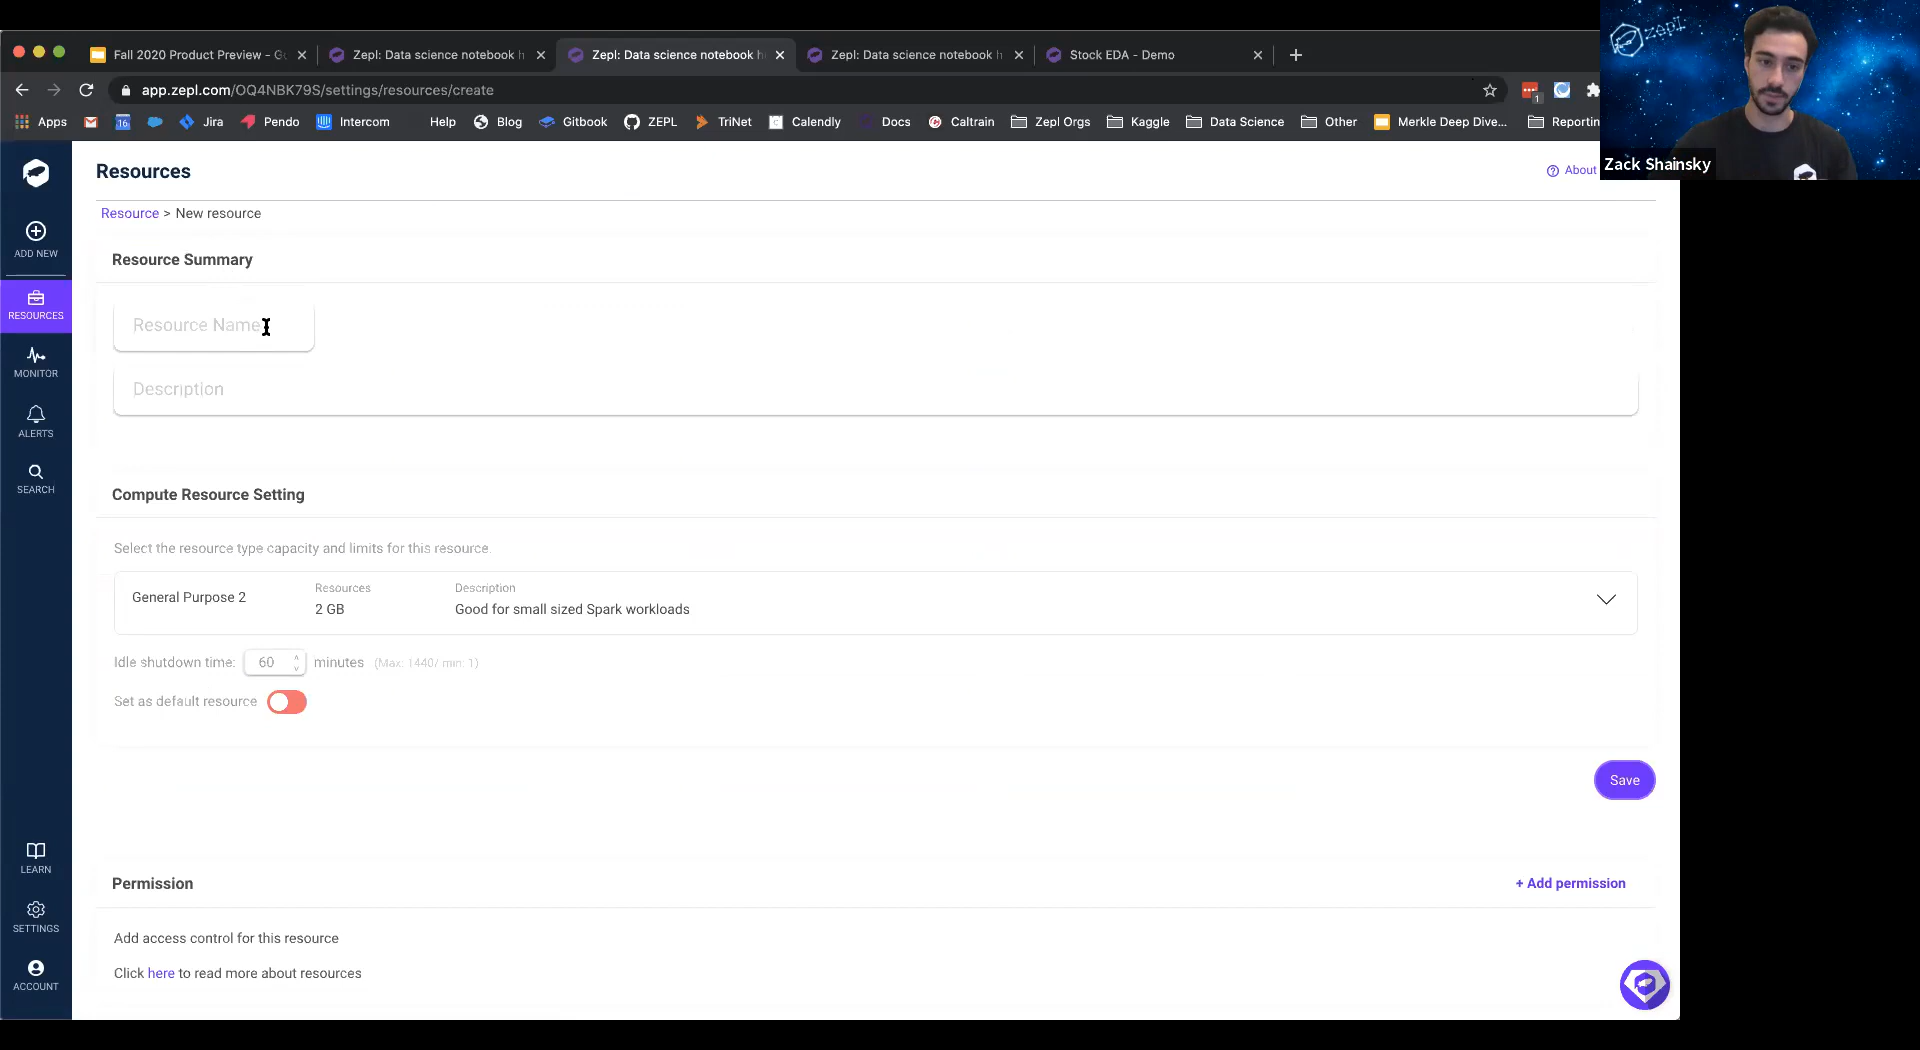 Fall 2020 Product Preview - G
Zepl: Data science notebook h
Zepl: Data science notebook h
Zepl: Data science notebook h
Stock EDA - Demo
zepl
app.zepl.com/OQ4NBK79S/settings/resources/create
1
Apps
16
Jira
Pendo
Intercom
Help
Blog
Gitbook
ZEPL
TriNet
Calendly
Docs
Caltrain
Zepl Orgs
Kaggle
Data Science
Other
Merkle Deep Dive...
Reportin
Zack Shainsky
Resources
About
Resource > New resource
ADD NEW
RESOURCES
MONITOR
ALERTS
SEARCH
LEARN
SETTINGS
ACCOUNT
Resource Summary
Resource Name
Description
Compute Resource Setting
Select the resource type capacity and limits for this resource.
General Purpose 2
Resources
2 GB
Description
Good for small sized Spark workloads
Idle shutdown time: 60 minutes (Max: 1440/ min: 1)
Set as default resource
Save
Permission
+ Add permission
Add access control for this resource
Click here to read more about resources